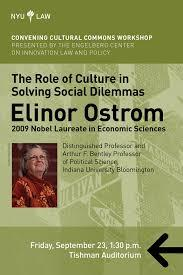 NYU LAW
CONVENING CULTURAL COMMONS WORKSHOP
PRESENTED BY THE ENGELBERG CENTER
ON INNOVATION LAW AND POLICY
The Role of Culture in
Solving Social Dilemmas
Elinor Ostrom
2009 Nobel Laureate in Economic Sciences
Distinguished Professor and
Arthur F. Bentley Professor
of Political Science,
Indiana University Bloomington
Friday, September 23, 1:30 p.m.
Tishman Auditorium